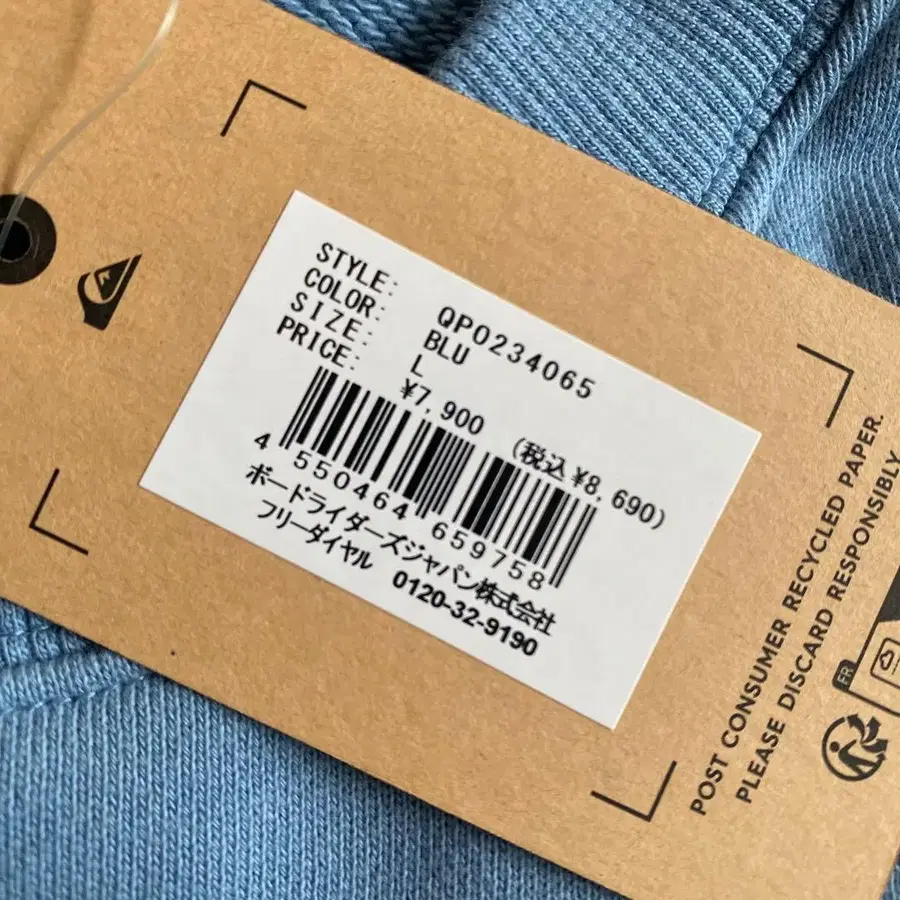 STYLE: QPO234065
COLOR: BLU
SIZE: L
PRICE: ¥7,900 (税込 ¥8,690)
4 550464 659758
ボードライダーズジャパン株式会社
フリーダイヤル 0120-32-9190
POST CONSUMER RECYCLED PAPER.
PLEASE DISCARD RESPONSIBLY
FR